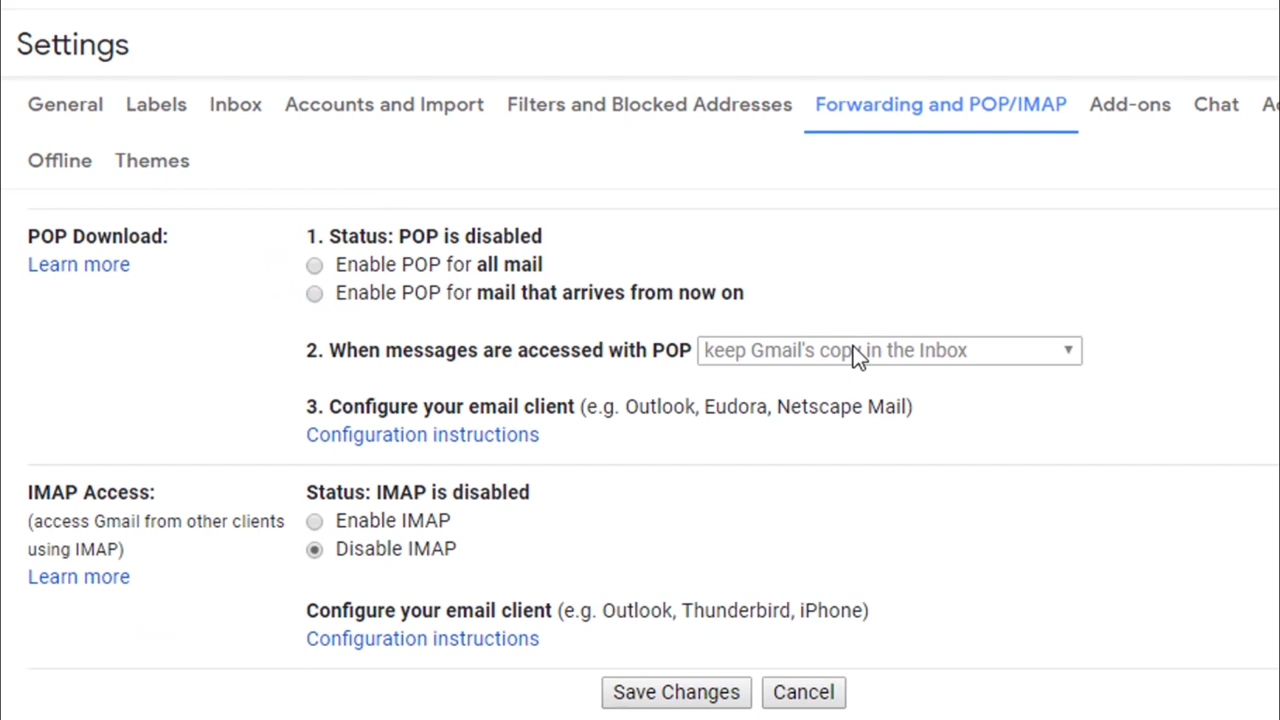 Settings
General Labels Inbox Accounts and Import Filters and Blocked Addresses Forwarding and POP/IMAP Add-ons Chat
Offline Themes
POP Download:
Learn more
1. Status: POP is disabled
Enable POP for all mail
Enable POP for mail that arrives from now on
2. When messages are accessed with POP keep Gmail's copy in the Inbox
3. Configure your email client (e.g. Outlook, Eudora, Netscape Mail)
Configuration instructions
IMAP Access:
(access Gmail from other clients
using IMAP)
Learn more
Status: IMAP is disabled
Enable IMAP
Disable IMAP
Configure your email client (e.g. Outlook, Thunderbird, iPhone)
Configuration instructions
Save Changes Cancel